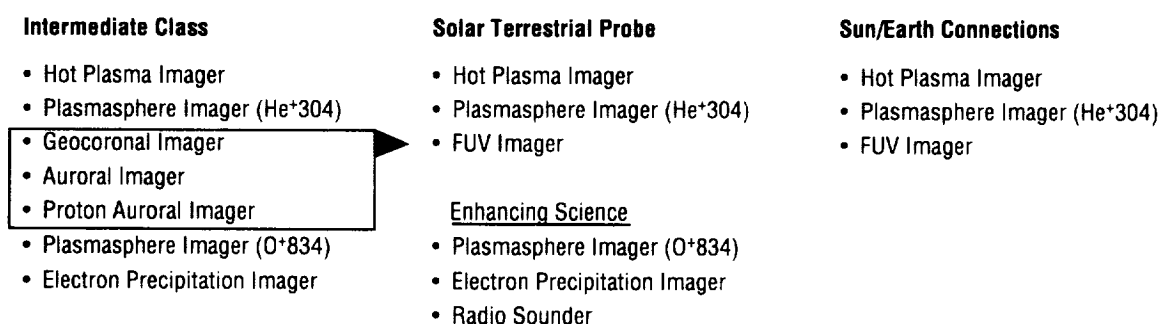 Intermediate Class
• Hot Plasma Imager
• Plasmasphere Imager (He⁺304)
• Geocoronal Imager
• Auroral Imager
• Proton Auroral Imager
• Plasmasphere Imager (O⁺834)
• Electron Precipitation Imager
Solar Terrestrial Probe
• Hot Plasma Imager
• Plasmasphere Imager (He⁺304)
• FUV Imager
Enhancing Science
• Plasmasphere Imager (O⁺834)
• Electron Precipitation Imager
• Radio Sounder
Sun/Earth Connections
• Hot Plasma Imager
• Plasmasphere Imager (He⁺304)
• FUV Imager